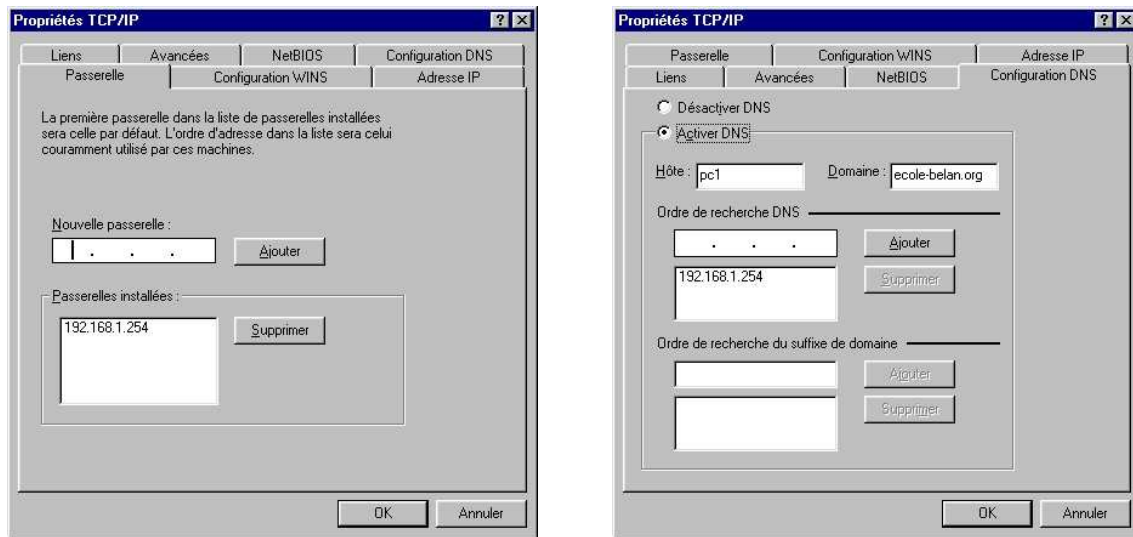 Propriétés TCP/IP
Liens
Avancées
NetBIOS
Configuration DNS
Passerelle
Configuration WINS
Adresse IP
La première passerelle dans la liste de passerelles installées
sera celle par défaut. L'ordre d'adresse dans la liste sera celui
couramment utilisé par ces machines.
Nouvelle passerelle :
. . .
Ajouter
Passerelles installées :
192.168.1.254
Supprimer
OK
Annuler
Propriétés TCP/IP
Passerelle
Configuration WINS
Adresse IP
Liens
Avancées
NetBIOS
Configuration DNS
Désactiver DNS
Activer DNS
Hôte : pc1
Domaine : ecole-belan.org
Ordre de recherche DNS
. . .
Ajouter
192.168.1.254
Supprimer
Ordre de recherche du suffixe de domaine
Ajouter
Supprimer
OK
Annuler